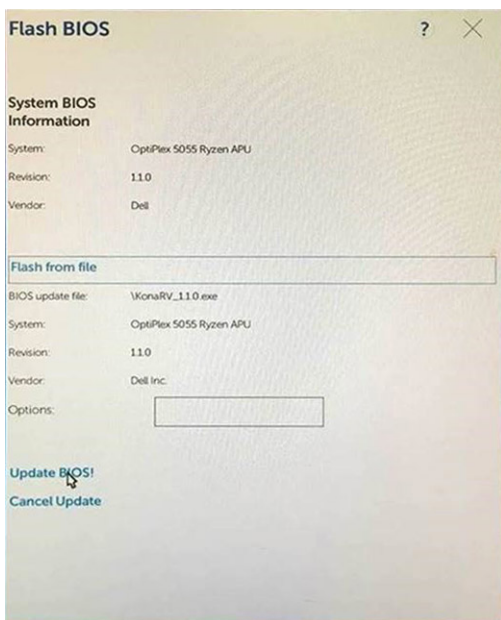 Flash BIOS
?
System BIOS
Information
System: OptiPlex 5055 Ryzen APU
Revision: 1.1.0
Vendor: Dell
Flash from file
BIOS update file: \KonaRV_1.1.0.exe
System: OptiPlex 5055 Ryzen APU
Revision: 1.1.0
Vendor: Dell Inc.
Options:
Update BIOS!
Cancel Update